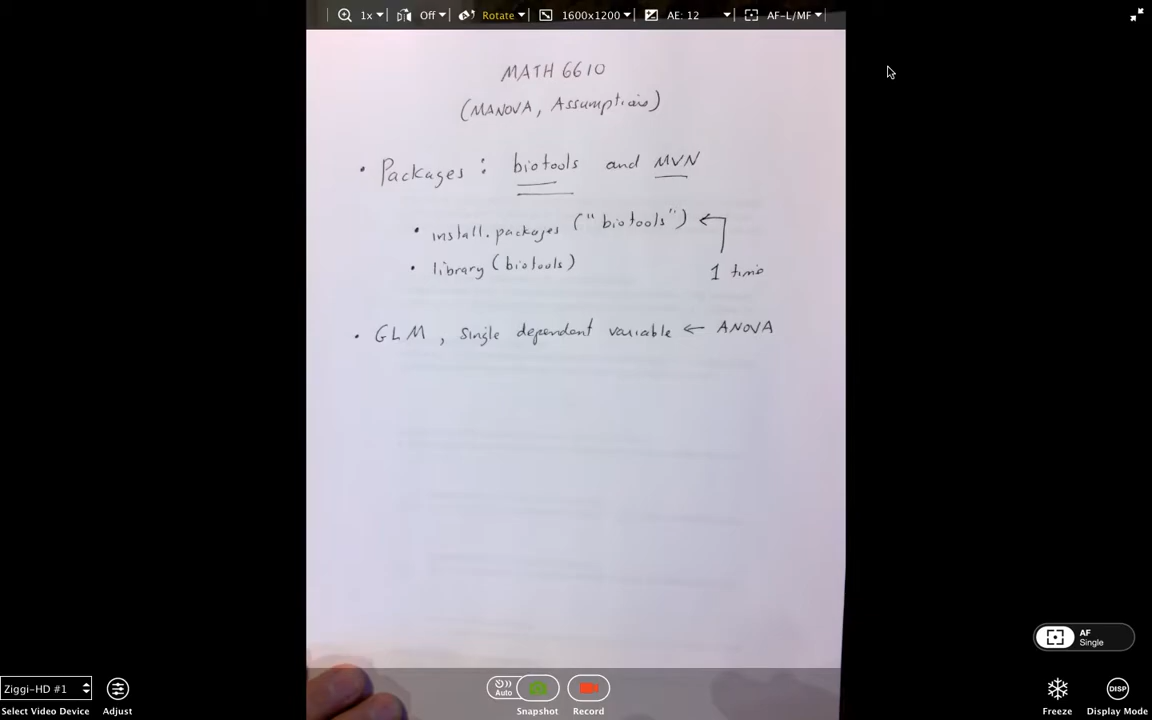 1x Off Rotate 1600x1200 AE: 12 AF-L/MF
MATH 6610
(MANOVA, Assumptions)
• Packages : biotools and MVN
• install.packages ("biotools") ←
• library (biotools) 1 time
• GLM, single dependent variable ← ANOVA
AF
Single
Ziggi-HD #1
Auto
Select Video Device Adjust Snapshot Record Freeze Display Mode
DISP